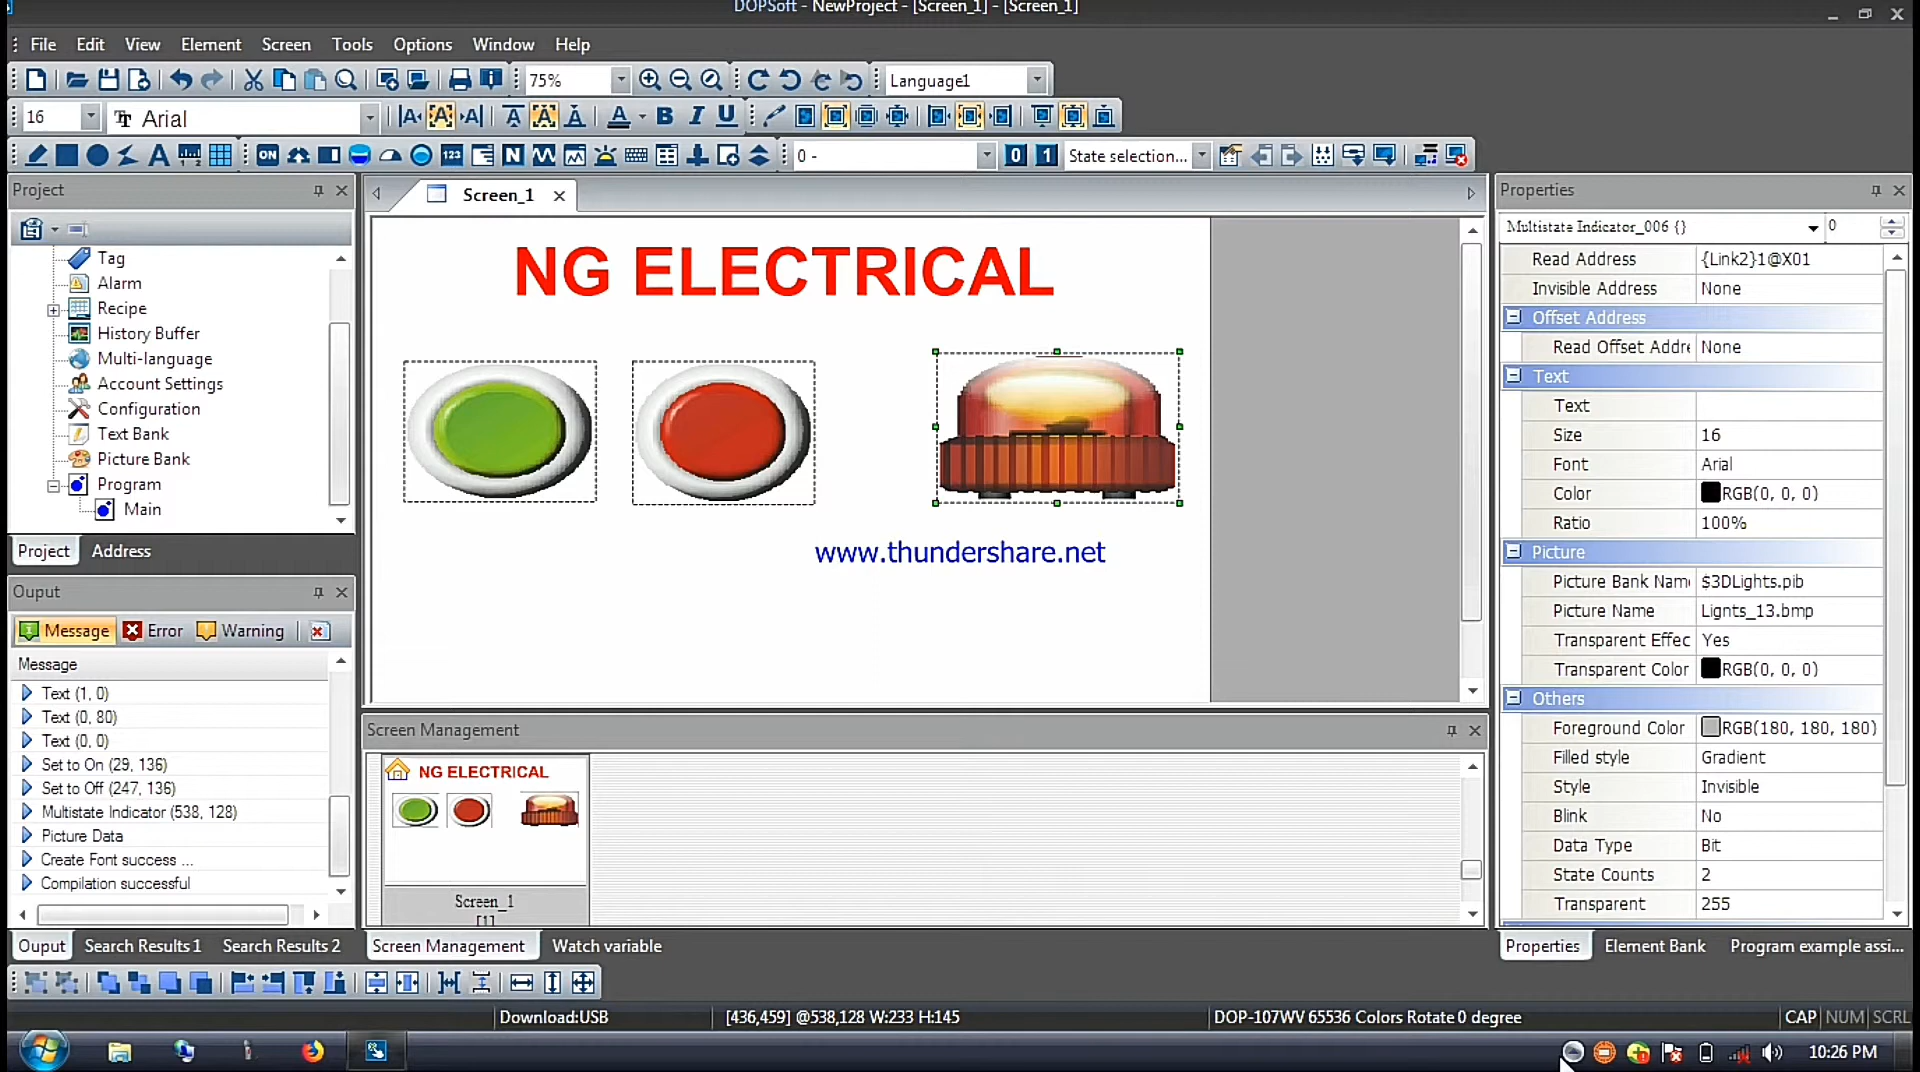 DOPSoft - NewProject - [Screen_1] - [Screen_1]
File Edit View Element Screen Tools Options Window Help
75% Language1
16 Arial
0 - 0 1 State selection...
Project
Tag
Alarm
Recipe
History Buffer
Multi-language
Account Settings
Configuration
Text Bank
Picture Bank
Program
Main
Project Address
Ouput
Message Error Warning
Message
Text (1, 0)
Text (0, 80)
Text (0, 0)
Set to On (29, 136)
Set to Off (247, 136)
Multistate Indicator (538, 128)
Picture Data
Create Font success ...
Compilation successful
Ouput Search Results 1 Search Results 2
Screen_1
NG ELECTRICAL
www.thundershare.net
Screen Management
NG ELECTRICAL
Screen_1
[1]
Screen Management Watch variable
Properties
Multistate Indicator_006 {} 0
Read Address {Link2}1@X01
Invisible Address None
Offset Address
Read Offset Addre None
Text
Text
Size 16
Font Arial
Color RGB(0, 0, 0)
Ratio 100%
Picture
Picture Bank Name $3DLights.pib
Picture Name Lignts_13.bmp
Transparent Effec Yes
Transparent Color RGB(0, 0, 0)
Others
Foreground Color RGB(180, 180, 180)
Filled style Gradient
Style Invisible
Blink No
Data Type Bit
State Counts 2
Transparent 255
Properties Element Bank Program example assi...
Download:USB [436,459] @538,128 W:233 H:145 DOP-107WV 65536 Colors Rotate 0 degree CAP NUM SCRL
10:26 PM